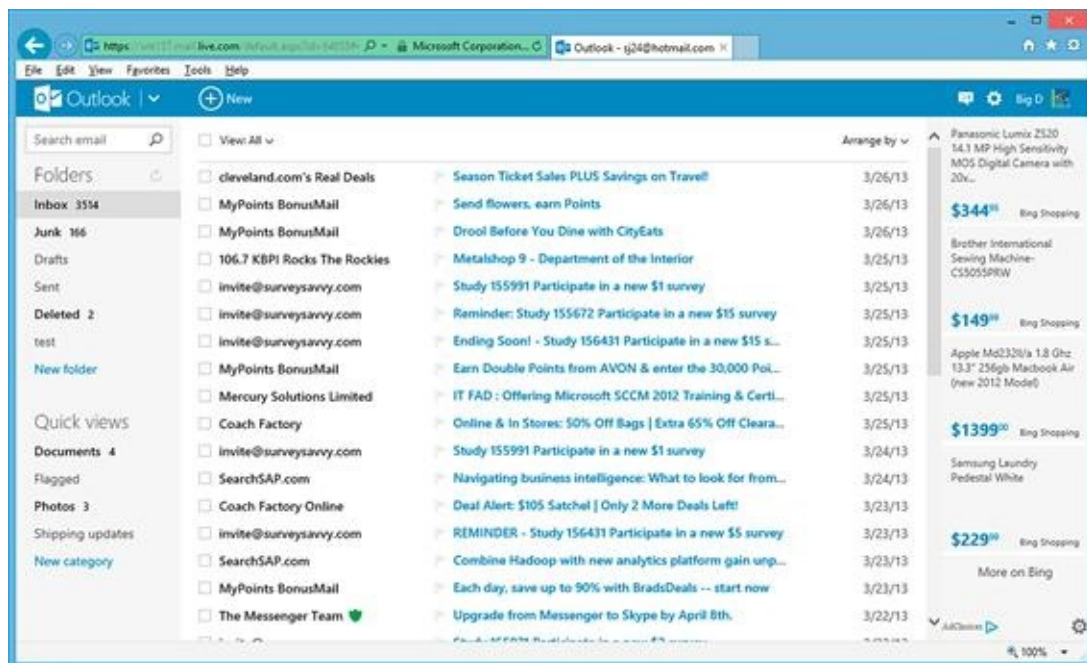 https
live.com
Microsoft Corporation...
Outlook - sj24@hotmail.com
File Edit View Favorites Tools Help
Outlook
New
Big D
Search email
View: All
Arrange by
Folders
Inbox 3514
Junk 166
Drafts
Sent
Deleted 2
test
New folder
Quick views
Documents 4
Flagged
Photos 3
Shipping updates
New category
cleveland.com's Real Deals Season Ticket Sales PLUS Savings on Travel! 3/26/13
MyPoints BonusMail Send flowers, earn Points 3/26/13
MyPoints BonusMail Drool Before You Dine with CityEats 3/26/13
106.7 KBPI Rocks The Rockies Metalshop 9 - Department of the Interior 3/25/13
invite@surveysavvy.com Study 155991 Participate in a new $1 survey 3/25/13
invite@surveysavvy.com Reminder: Study 155672 Participate in a new $15 survey 3/25/13
invite@surveysavvy.com Ending Soon! - Study 156431 Participate in a new $15 s... 3/25/13
MyPoints BonusMail Earn Double Points from AVON & enter the 30,000 Poi... 3/25/13
Mercury Solutions Limited IT FAD : Offering Microsoft SCCM 2012 Training & Certi... 3/25/13
Coach Factory Online & In Stores: 50% Off Bags | Extra 65% Off Cleara... 3/25/13
invite@surveysavvy.com Study 155991 Participate in a new $1 survey 3/24/13
SearchSAP.com Navigating business intelligence: What to look for from... 3/24/13
Coach Factory Online Deal Alert: $105 Satchel | Only 2 More Deals Left! 3/23/13
invite@surveysavvy.com REMINDER - Study 156431 Participate in a new $5 survey 3/23/13
SearchSAP.com Combine Hadoop with new analytics platform gain unp... 3/23/13
MyPoints BonusMail Each day, save up to 90% with BradsDeals -- start now 3/23/13
The Messenger Team Upgrade from Messenger to Skype by April 8th. 3/22/13
Panasonic Lumix ZS20
14.1 MP High Sensitivity
MOS Digital Camera with
20x...
$344 Bing Shopping
Brother International
Sewing Machine-
CS5055PRW
$149 Bing Shopping
Apple Md232ll/a 1.8 Ghz
13.3" 256gb Macbook Air
(new 2012 Model)
$1399 00 Bing Shopping
Samsung Laundry
Pedestal White
$229 Bing Shopping
More on Bing
AdChoices
100%